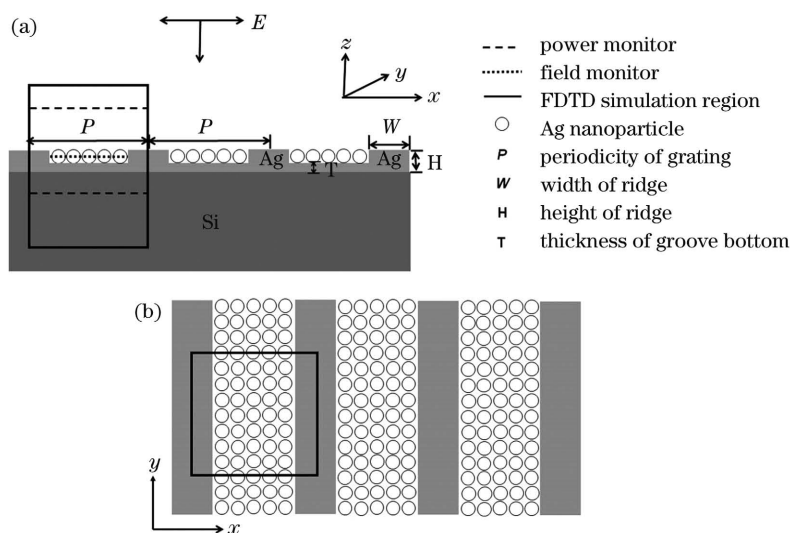 (a)
E
z
y
x
P
P
W
Ag
Ag
H
T
Si
power monitor
field monitor
FDTD simulation region
Ag nanoparticle
P periodicity of grating
W width of ridge
H height of ridge
T thickness of groove bottom
(b)
y
x